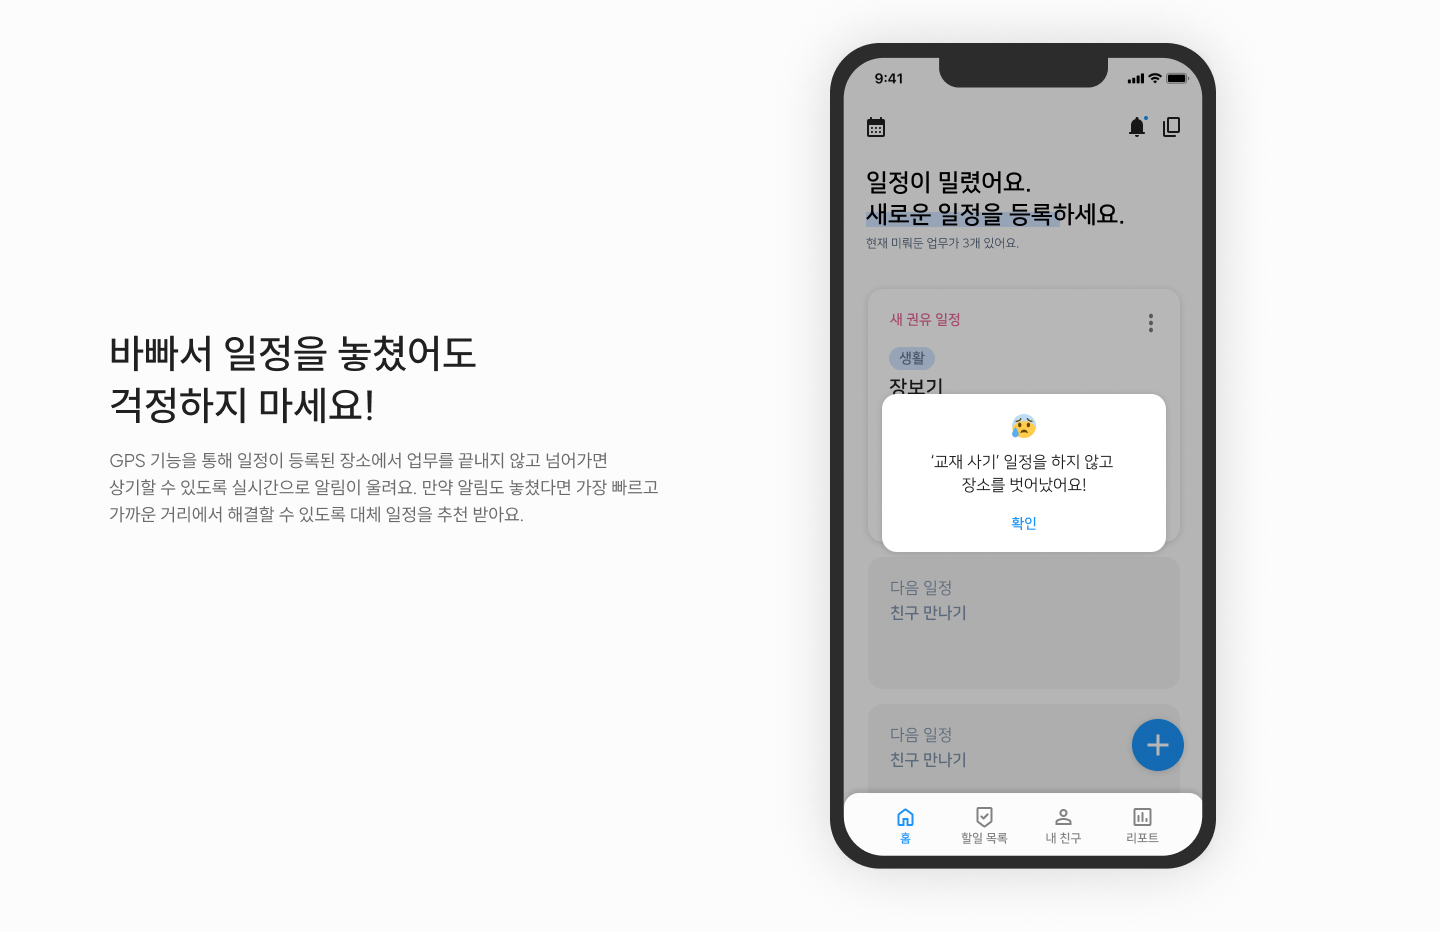 바빠서 일정을 놓쳤어도
걱정하지 마세요!
GPS 기능을 통해 일정이 등록된 장소에서 업무를 끝내지 않고 넘어가면
상기할 수 있도록 실시간으로 알림이 울려요. 만약 알림도 놓쳤다면 가장 빠르고
가까운 거리에서 해결할 수 있도록 대체 일정을 추천 받아요.
9:41
일정이 밀렸어요.
새로운 일정을 등록하세요.
현재 미뤄둔 업무가 3개 있어요.
새 권유 일정
생활
장보기
‘교재 사기’ 일정을 하지 않고
장소를 벗어났어요!
확인
다음 일정
친구 만나기
다음 일정
친구 만나기
홈
할일 목록
내 친구
리포트